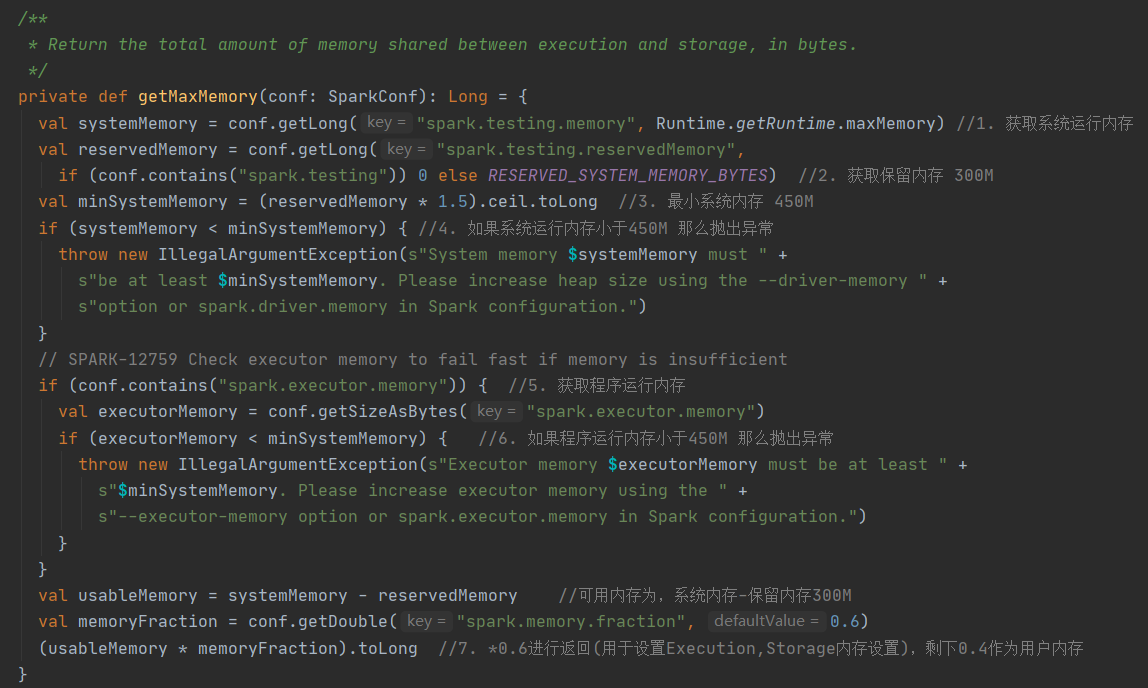 /**
 * Return the total amount of memory shared between execution and storage, in bytes.
 */
private def getMaxMemory(conf: SparkConf): Long = {
  val systemMemory = conf.getLong( key = "spark.testing.memory", Runtime.getRuntime.maxMemory) //1. 获取系统运行内存
  val reservedMemory = conf.getLong( key = "spark.testing.reservedMemory",
    if (conf.contains("spark.testing")) 0 else RESERVED_SYSTEM_MEMORY_BYTES)  //2. 获取保留内存 300M
  val minSystemMemory = (reservedMemory * 1.5).ceil.toLong  //3. 最小系统内存 450M
  if (systemMemory < minSystemMemory) { //4. 如果系统运行内存小于450M 那么抛出异常
    throw new IllegalArgumentException(s"System memory $systemMemory must " +
      s"be at least $minSystemMemory. Please increase heap size using the --driver-memory " +
      s"option or spark.driver.memory in Spark configuration.")
  }
  // SPARK-12759 Check executor memory to fail fast if memory is insufficient
  if (conf.contains("spark.executor.memory")) {  //5. 获取程序运行内存
    val executorMemory = conf.getSizeAsBytes( key = "spark.executor.memory")
    if (executorMemory < minSystemMemory) {   //6. 如果程序运行内存小于450M 那么抛出异常
      throw new IllegalArgumentException(s"Executor memory $executorMemory must be at least " +
        s"$minSystemMemory. Please increase executor memory using the " +
        s"--executor-memory option or spark.executor.memory in Spark configuration.")
    }
  }
  val usableMemory = systemMemory - reservedMemory    //可用内存为，系统内存-保留内存300M
  val memoryFraction = conf.getDouble( key = "spark.memory.fraction", defaultValue = 0.6)
  (usableMemory * memoryFraction).toLong  //7. *0.6进行返回(用于设置Execution,Storage内存设置)，剩下0.4作为用户内存
}